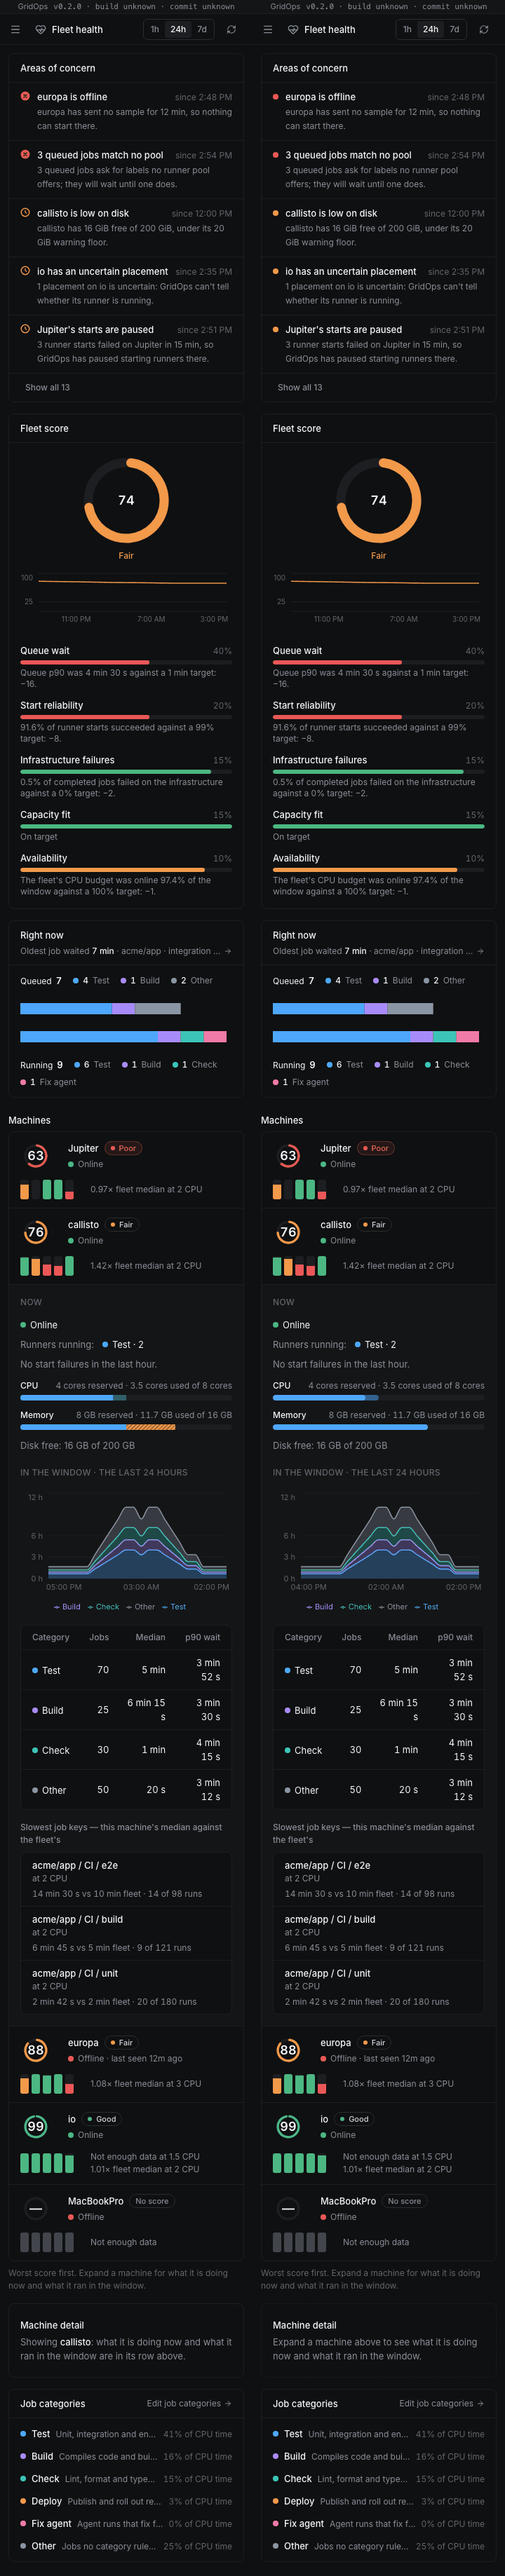 GridOps v0.2.0 · build unknown · commit unknown
Fleet health
1h 24h 7d
Areas of concern
europa is offline since 2:48 PM
europa has sent no sample for 12 min, so nothing
can start there.
3 queued jobs match no pool since 2:54 PM
3 queued jobs ask for labels no runner pool
offers; they will wait until one does.
callisto is low on disk since 12:00 PM
callisto has 16 GiB free of 200 GiB, under its 20
GiB warning floor.
io has an uncertain placement since 2:35 PM
1 placement on io is uncertain: GridOps can't tell
whether its runner is running.
Jupiter's starts are paused since 2:51 PM
3 runner starts failed on Jupiter in 15 min, so
GridOps has paused starting runners there.
Show all 13
Fleet score
74
Fair
100
25
11:00 PM 7:00 AM 3:00 PM
Queue wait 40%
Queue p90 was 4 min 30 s against a 1 min target:
−16.
Start reliability 20%
91.6% of runner starts succeeded against a 99%
target: −8.
Infrastructure failures 15%
0.5% of completed jobs failed on the infrastructure
against a 0% target: −2.
Capacity fit 15%
On target
Availability 10%
The fleet's CPU budget was online 97.4% of the
window against a 100% target: −1.
Right now
Oldest job waited 7 min · acme/app · integration ... →
Queued 7 4 Test 1 Build 2 Other
Running 9 6 Test 1 Build 1 Check
1 Fix agent
Machines
63 Jupiter Poor
Online
0.97× fleet median at 2 CPU
76 callisto Fair
Online
1.42× fleet median at 2 CPU
NOW
Online
Runners running: Test · 2
No start failures in the last hour.
CPU 4 cores reserved · 3.5 cores used of 8 cores
Memory 8 GB reserved · 11.7 GB used of 16 GB
Disk free: 16 GB of 200 GB
IN THE WINDOW · THE LAST 24 HOURS
12 h
6 h
3 h
0 h
05:00 PM 03:00 AM 02:00 PM
Build Check Other Test
Category Jobs Median p90 wait
Test 70 5 min 3 min
52 s
Build 25 6 min 15 3 min
s 30 s
Check 30 1 min 4 min
15 s
Other 50 20 s 3 min
12 s
Slowest job keys — this machine's median against
the fleet's
acme/app / CI / e2e
at 2 CPU
14 min 30 s vs 10 min fleet · 14 of 98 runs
acme/app / CI / build
at 2 CPU
6 min 45 s vs 5 min fleet · 9 of 121 runs
acme/app / CI / unit
at 2 CPU
2 min 42 s vs 2 min fleet · 20 of 180 runs
88 europa Fair
Offline · last seen 12m ago
1.08× fleet median at 3 CPU
99 io Good
Online
Not enough data at 1.5 CPU
1.01× fleet median at 2 CPU
— MacBookPro No score
Offline
Not enough data
Worst score first. Expand a machine for what it is doing
now and what it ran in the window.
Machine detail
Showing callisto: what it is doing now and what it
ran in the window are in its row above.
Job categories Edit job categories →
Test Unit, integration and en... 41% of CPU time
Build Compiles code and bui... 16% of CPU time
Check Lint, format and type... 15% of CPU time
Deploy Publish and roll out re... 3% of CPU time
Fix agent Agent runs that fix f... 0% of CPU time
Other Jobs no category rule... 25% of CPU time
GridOps v0.2.0 · build unknown · commit unknown
Fleet health
1h 24h 7d
Areas of concern
europa is offline since 2:48 PM
europa has sent no sample for 12 min, so nothing
can start there.
3 queued jobs match no pool since 2:54 PM
3 queued jobs ask for labels no runner pool
offers; they will wait until one does.
callisto is low on disk since 12:00 PM
callisto has 16 GiB free of 200 GiB, under its 20
GiB warning floor.
io has an uncertain placement since 2:35 PM
1 placement on io is uncertain: GridOps can't tell
whether its runner is running.
Jupiter's starts are paused since 2:51 PM
3 runner starts failed on Jupiter in 15 min, so
GridOps has paused starting runners there.
Show all 13
Fleet score
74
Fair
100
25
11:00 PM 7:00 AM 3:00 PM
Queue wait 40%
Queue p90 was 4 min 30 s against a 1 min target:
−16.
Start reliability 20%
91.6% of runner starts succeeded against a 99%
target: −8.
Infrastructure failures 15%
0.5% of completed jobs failed on the infrastructure
against a 0% target: −2.
Capacity fit 15%
On target
Availability 10%
The fleet's CPU budget was online 97.4% of the
window against a 100% target: −1.
Right now
Oldest job waited 7 min · acme/app · integration ... →
Queued 7 4 Test 1 Build 2 Other
Running 9 6 Test 1 Build 1 Check
1 Fix agent
Machines
63 Jupiter Poor
Online
0.97× fleet median at 2 CPU
76 callisto Fair
Online
1.42× fleet median at 2 CPU
NOW
Online
Runners running: Test · 2
No start failures in the last hour.
CPU 4 cores reserved · 3.5 cores used of 8 cores
Memory 8 GB reserved · 11.7 GB used of 16 GB
Disk free: 16 GB of 200 GB
IN THE WINDOW · THE LAST 24 HOURS
12 h
6 h
3 h
0 h
04:00 PM 02:00 AM 02:00 PM
Build Check Other Test
Category Jobs Median p90 wait
Test 70 5 min 3 min
52 s
Build 25 6 min 15 3 min
s 30 s
Check 30 1 min 4 min
15 s
Other 50 20 s 3 min
12 s
Slowest job keys — this machine's median against
the fleet's
acme/app / CI / e2e
at 2 CPU
14 min 30 s vs 10 min fleet · 14 of 98 runs
acme/app / CI / build
at 2 CPU
6 min 45 s vs 5 min fleet · 9 of 121 runs
acme/app / CI / unit
at 2 CPU
2 min 42 s vs 2 min fleet · 20 of 180 runs
88 europa Fair
Offline · last seen 12m ago
1.08× fleet median at 3 CPU
99 io Good
Online
Not enough data at 1.5 CPU
1.01× fleet median at 2 CPU
— MacBookPro No score
Offline
Not enough data
Worst score first. Expand a machine for what it is doing
now and what it ran in the window.
Machine detail
Expand a machine above to see what it is doing
now and what it ran in the window.
Job categories Edit job categories →
Test Unit, integration and en... 41% of CPU time
Build Compiles code and bui... 16% of CPU time
Check Lint, format and type... 15% of CPU time
Deploy Publish and roll out re... 3% of CPU time
Fix agent Agent runs that fix f... 0% of CPU time
Other Jobs no category rule... 25% of CPU time